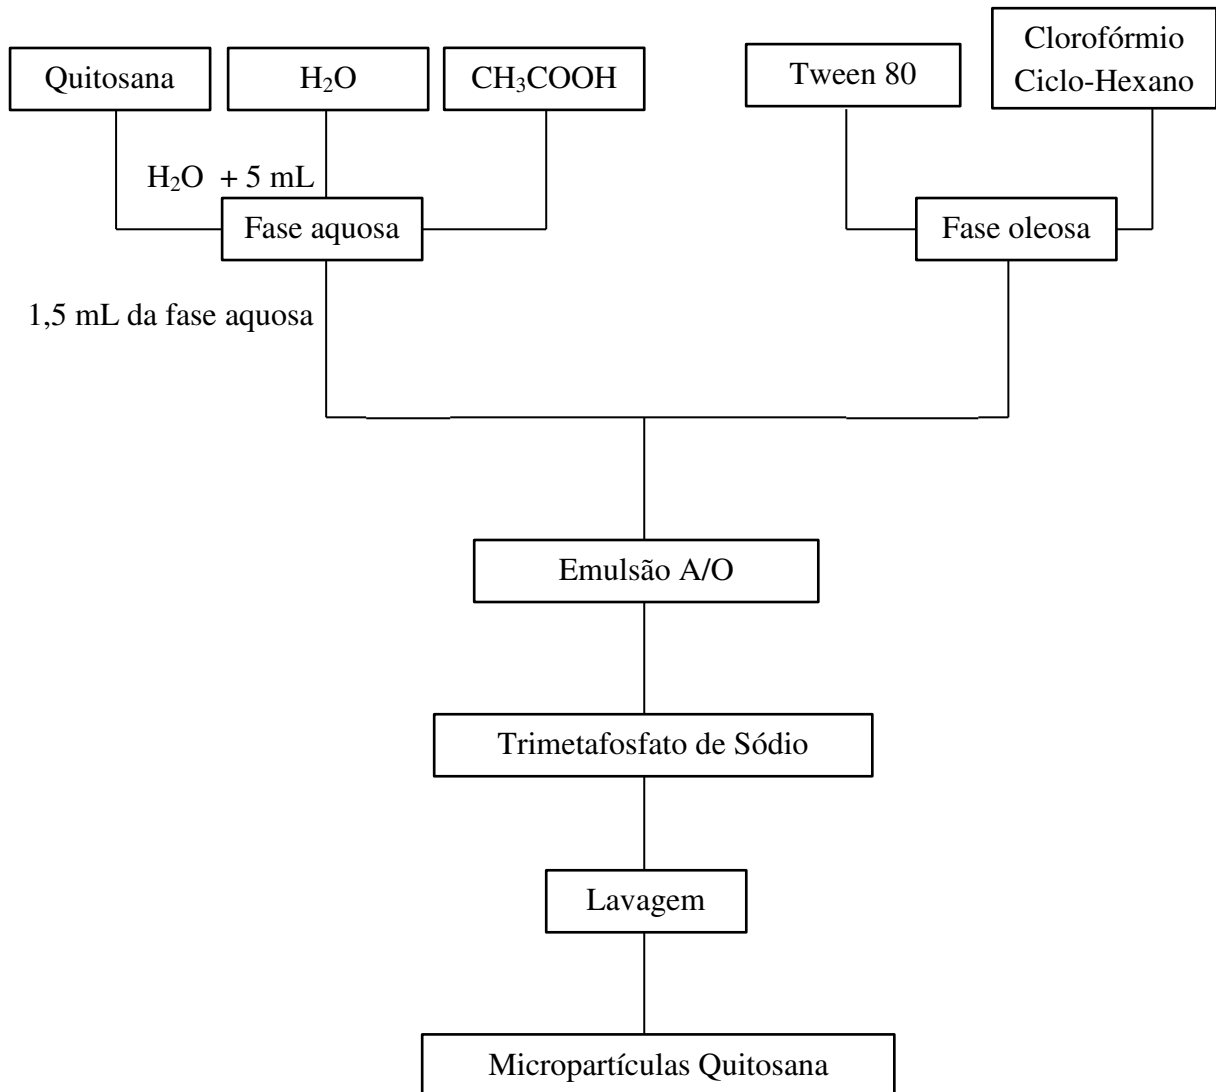 Quitosana
H₂O
CH₃COOH
Tween 80
Clorofórmio
Ciclo-Hexano
H₂O + 5 mL
Fase aquosa
Fase oleosa
1,5 mL da fase aquosa
Emulsão A/O
Trimetafosfato de Sódio
Lavagem
Micropartículas Quitosana